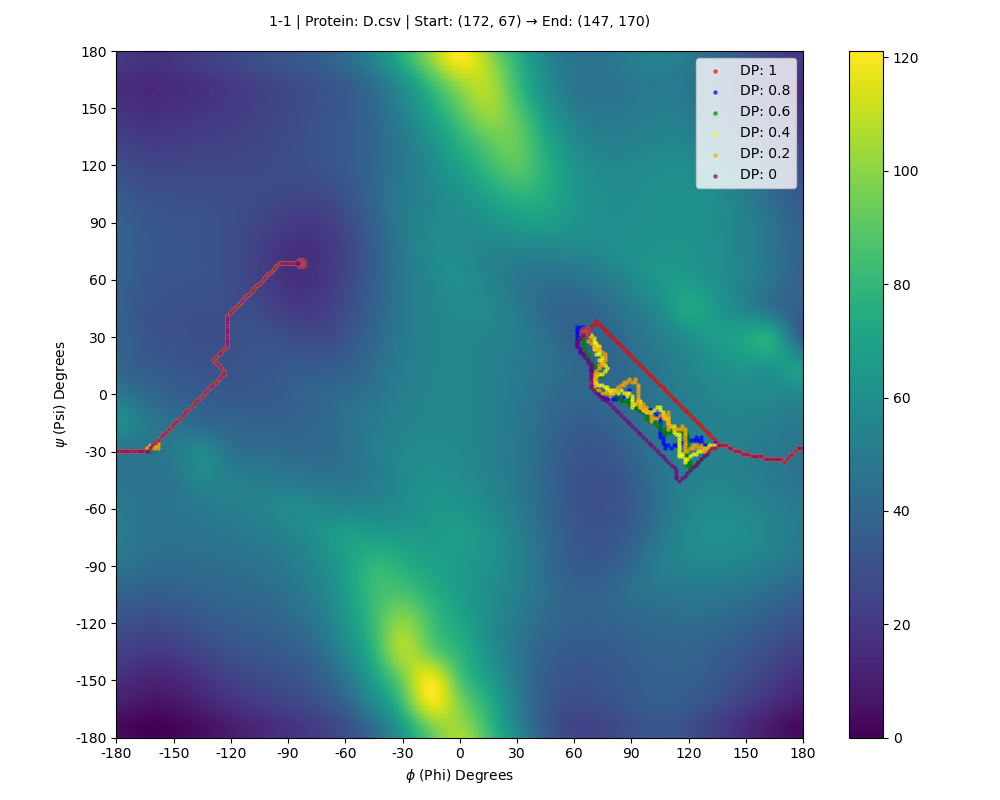 1-1 | Protein: D.csv | Start: (172, 67) → End: (147, 170)
DP: 1
DP: 0.8
DP: 0.6
DP: 0.4
DP: 0.2
DP: 0
180
150
120
90
60
30
0
-30
-60
-90
-120
-150
-180
ψ (Psi) Degrees
-180 -150 -120 -90 -60 -30 0 30 60 90 120 150 180
ϕ (Phi) Degrees
120
100
80
60
40
20
0